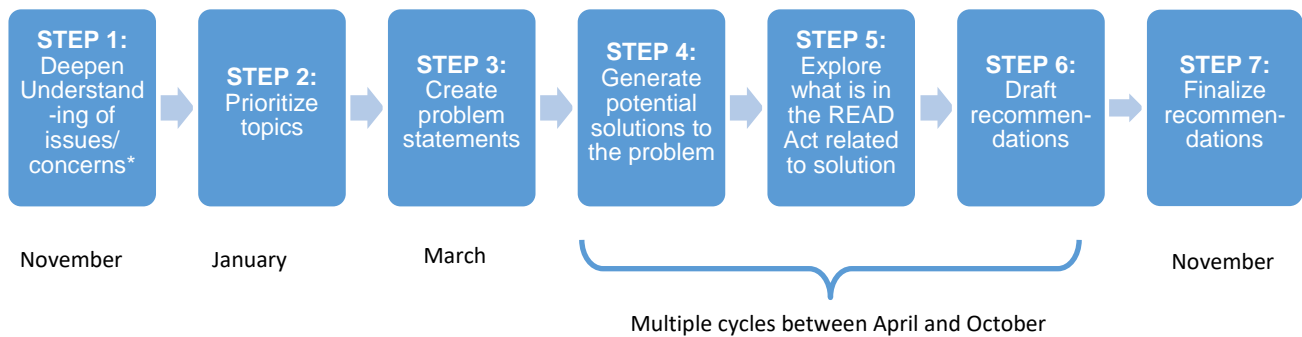 STEP 1:
Deepen
Understand
-ing of
issues/
concerns*
STEP 2:
Prioritize
topics
STEP 3:
Create
problem
statements
STEP 4:
Generate
potential
solutions to
the problem
STEP 5:
Explore
what is in
the READ
Act related
to solution
STEP 6:
Draft
recommen-
dations
STEP 7:
Finalize
recommen-
dations
November
January
March
November
Multiple cycles between April and October